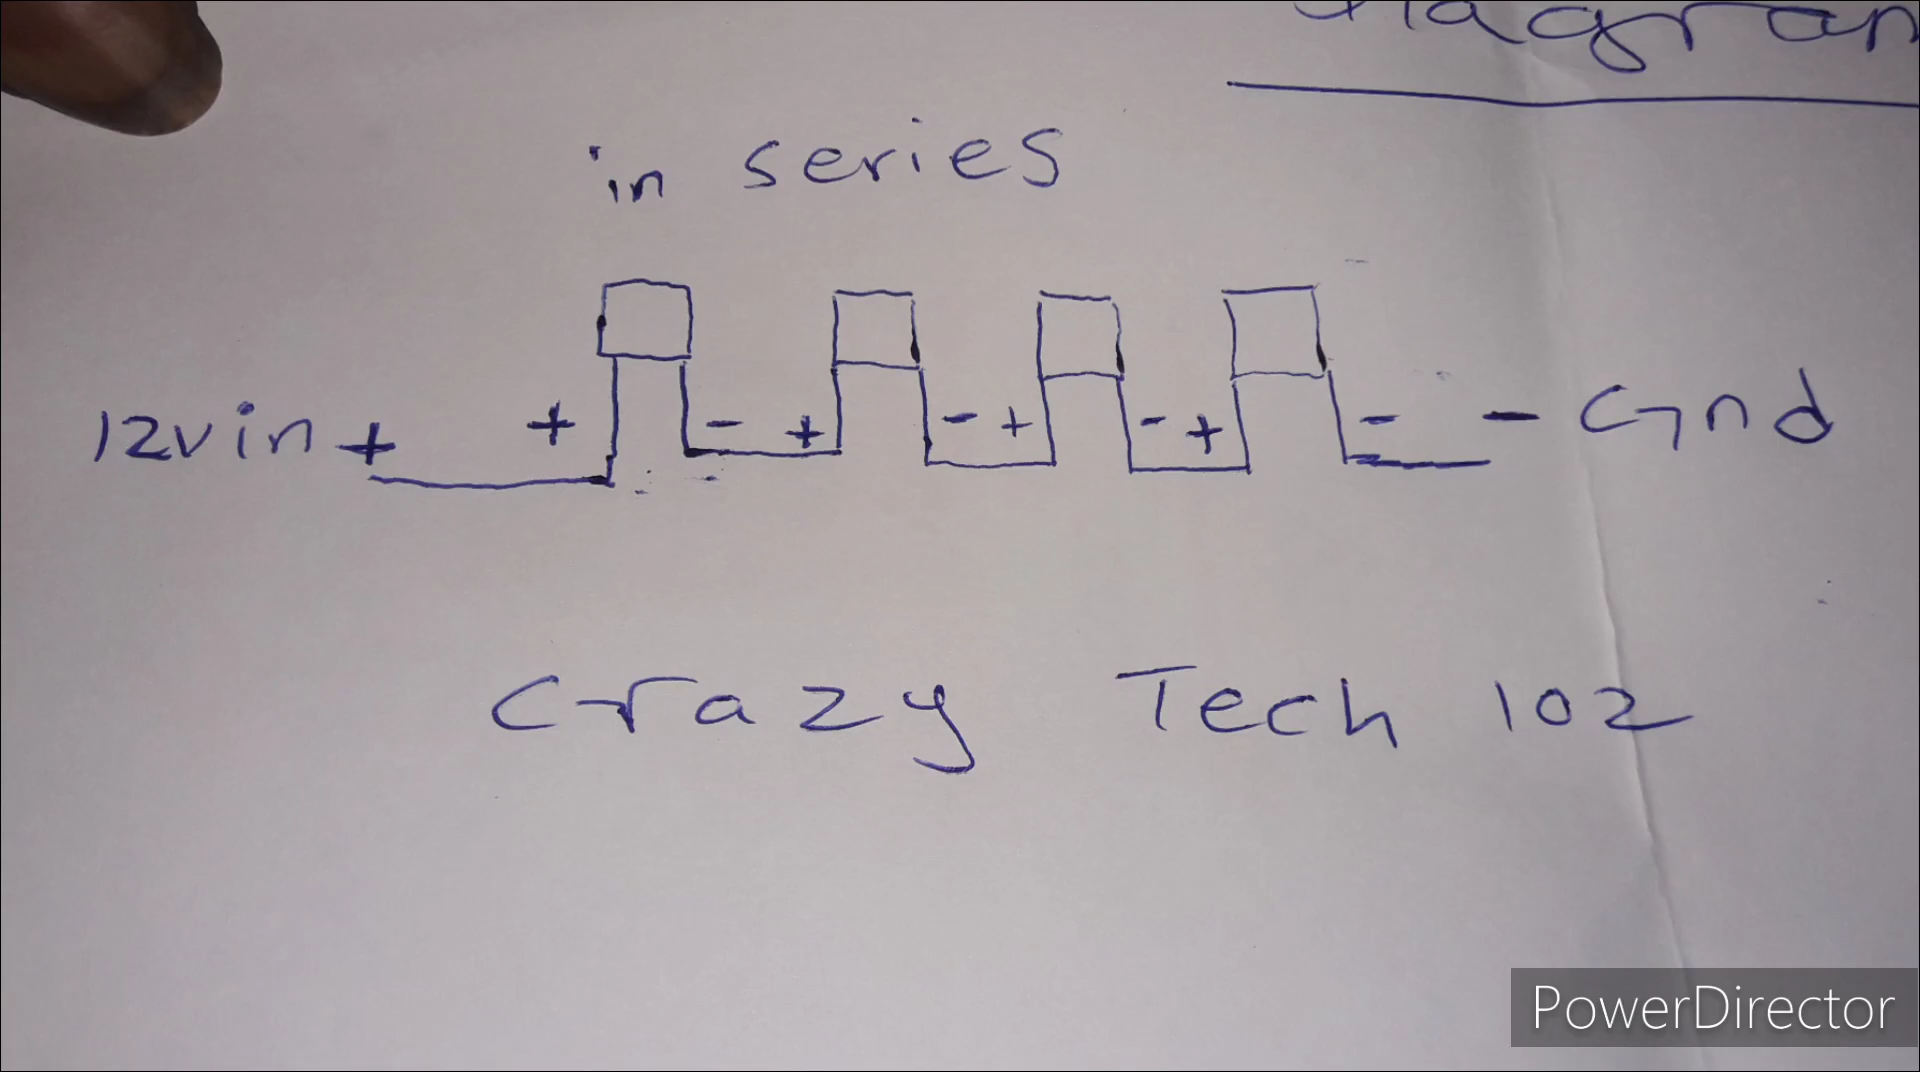 in series
12vin + + - + - + - + - - Gnd
Crazy Tech 102
PowerDirector